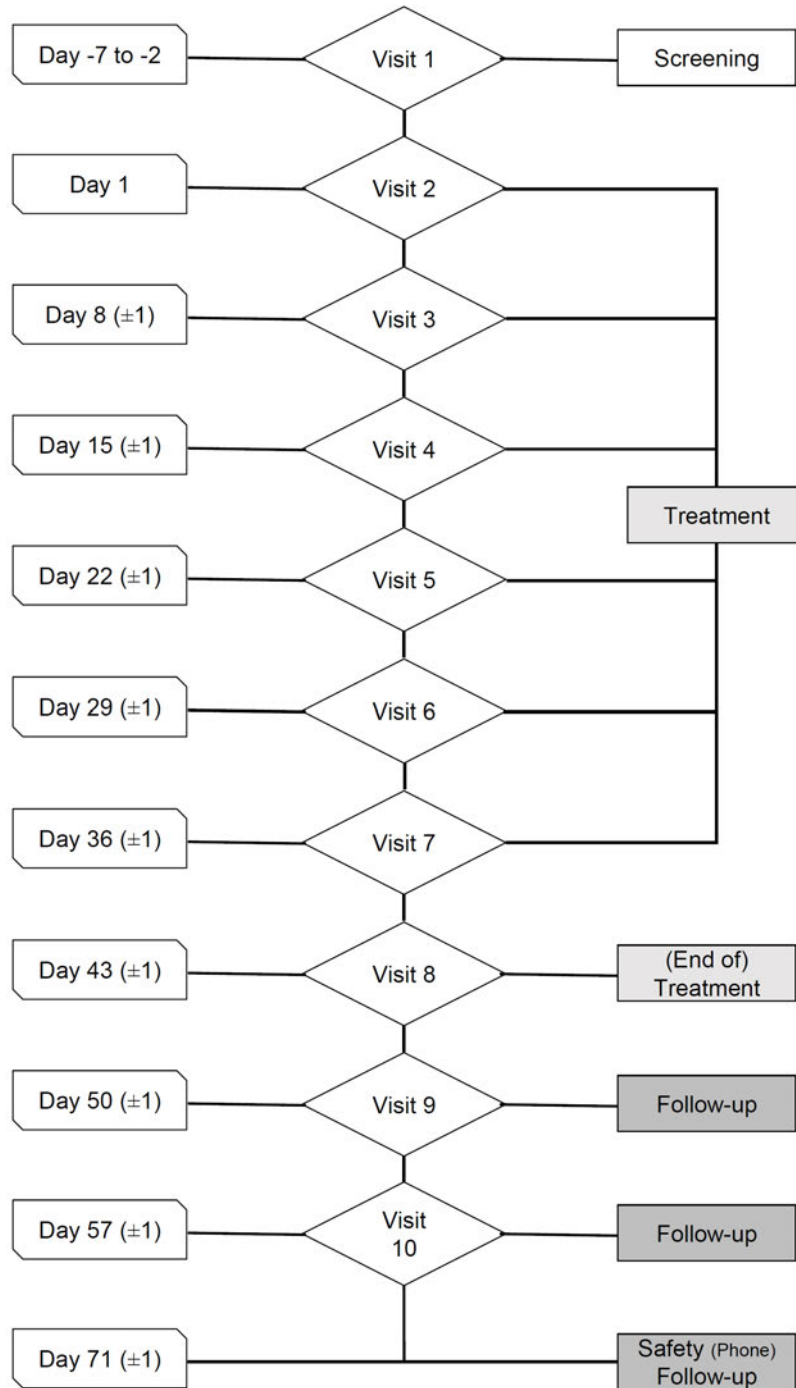 Day -7 to -2
Visit 1
Screening
Day 1
Visit 2
Day 8 (±1)
Visit 3
Day 15 (±1)
Visit 4
Treatment
Day 22 (±1)
Visit 5
Day 29 (±1)
Visit 6
Day 36 (±1)
Visit 7
Day 43 (±1)
Visit 8
(End of)
Treatment
Day 50 (±1)
Visit 9
Follow-up
Day 57 (±1)
Visit
10
Follow-up
Day 71 (±1)
Safety (Phone)
Follow-up